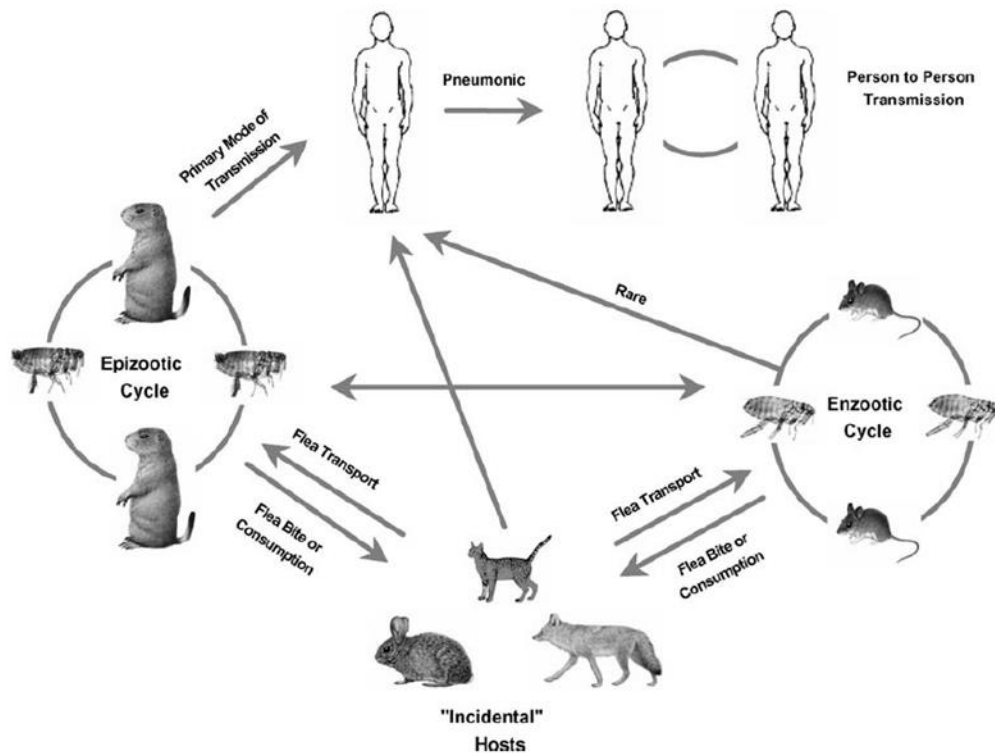 Pneumonic
Person to Person
Transmission
Primary Mode of
Transmission
Rare
Epizootic
Cycle
Enzootic
Cycle
Flea Transport
Flea Bite or
Consumption
Flea Transport
Flea Bite or
Consumption
"Incidental"
Hosts